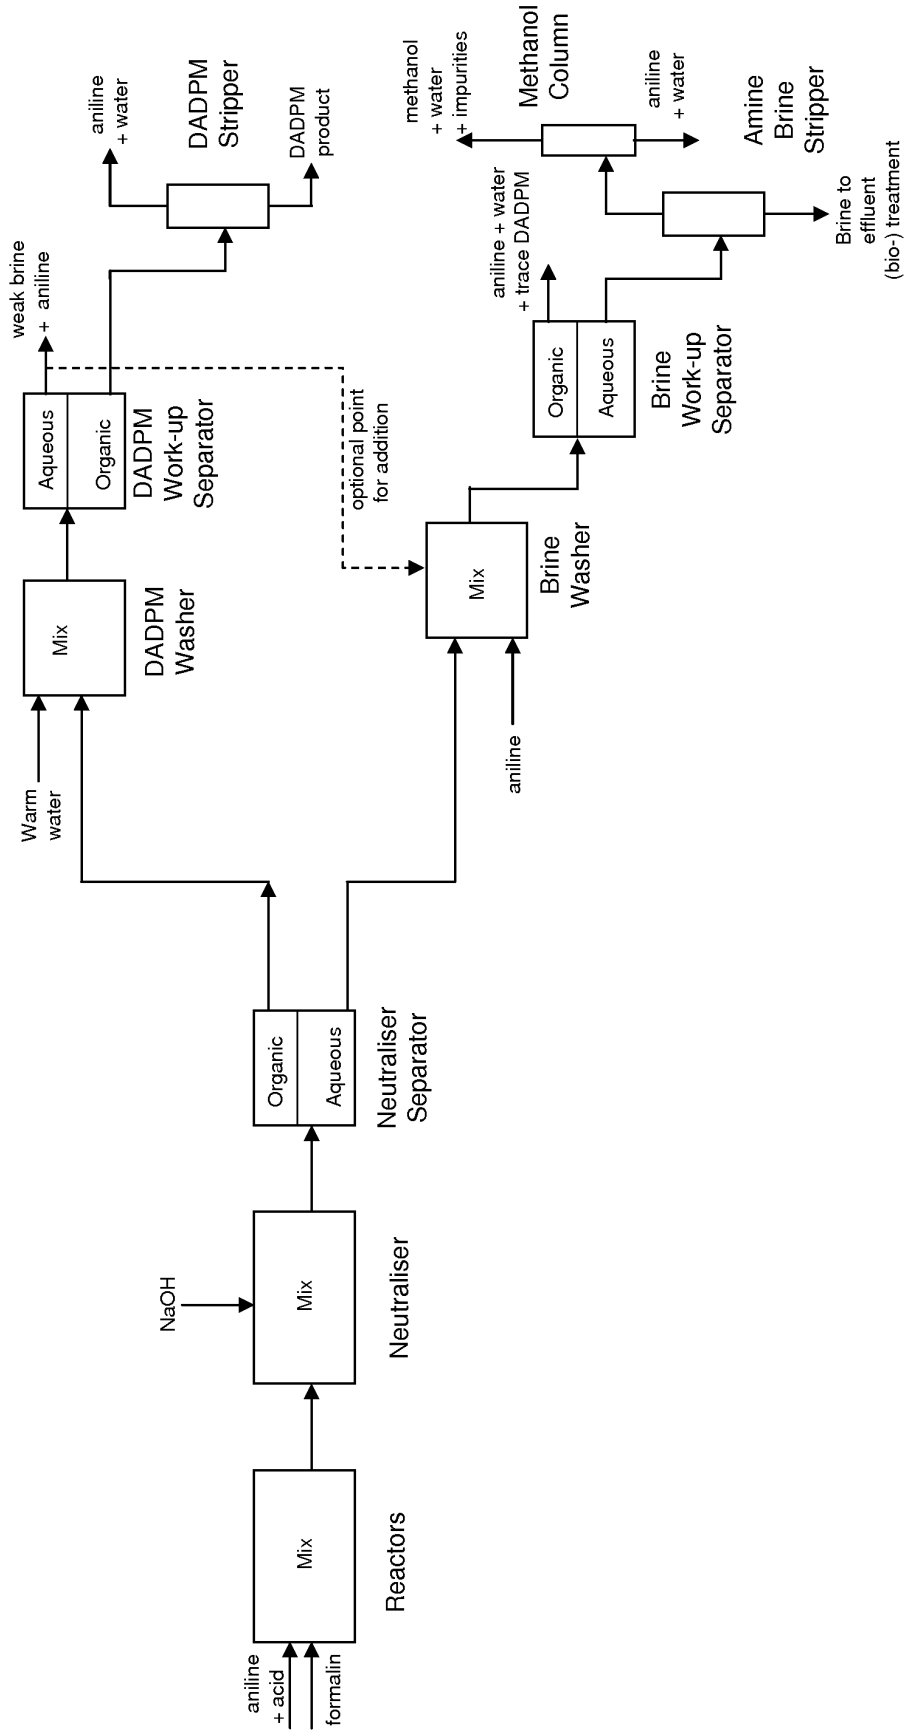 aniline
+ acid
formalin
Mix
Reactors
NaOH
Mix
Neutraliser
Organic
Aqueous
Neutraliser
Separator
Warm
water
Mix
DADPM
Washer
Aqueous
Organic
DADPM
Work-up
Separator
weak brine
+ aniline
aniline
+ water
DADPM
Stripper
DADPM
product
optional point
for addition
aniline
Mix
Brine
Washer
Organic
Aqueous
Brine
Work-up
Separator
aniline + water
+ trace DADPM
methanol
+ water
+ impurities
Methanol
Column
aniline
+ water
Amine
Brine
Stripper
Brine to
effluent
(bio-) treatment